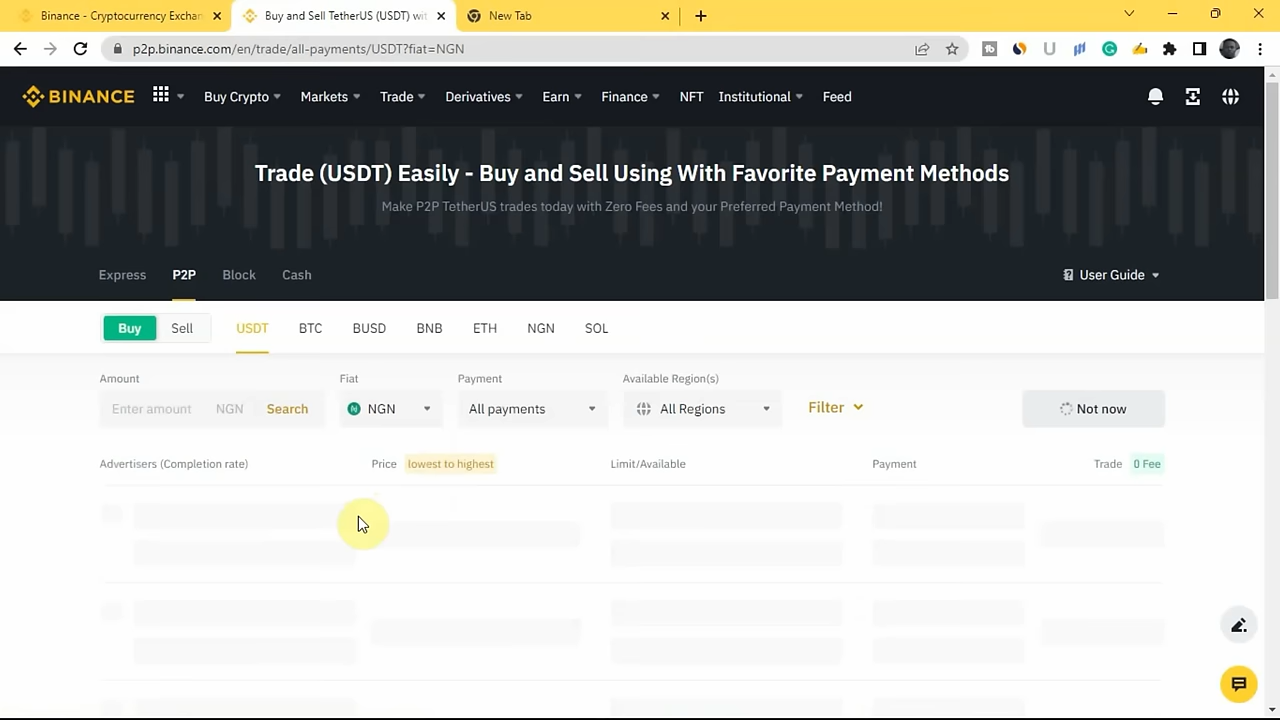 Binance - Cryptocurrency Exchan
Buy and Sell TetherUS (USDT) wit
New Tab
p2p.binance.com/en/trade/all-payments/USDT?fiat=NGN
BINANCE Buy Crypto Markets Trade Derivatives Earn Finance NFT Institutional Feed
Trade (USDT) Easily - Buy and Sell Using With Favorite Payment Methods
Make P2P TetherUS trades today with Zero Fees and your Preferred Payment Method!
Express P2P Block Cash User Guide
Buy Sell USDT BTC BUSD BNB ETH NGN SOL
Amount Fiat Payment Available Region(s)
Enter amount NGN Search NGN All payments All Regions Filter Not now
Advertisers (Completion rate) Price lowest to highest Limit/Available Payment Trade 0 Fee